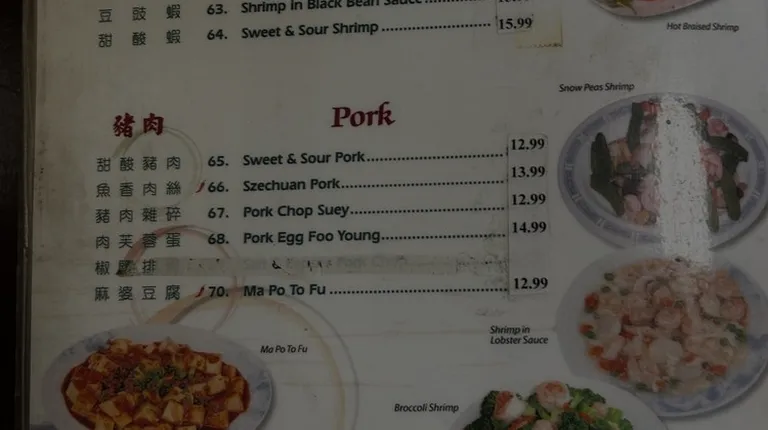 豆豉蝦 63. Shrimp in Black Bean Sauce
甜酸蝦 64. Sweet & Sour Shrimp 15.99
Hot Braised Shrimp
Snow Peas Shrimp
豬肉 Pork
甜酸豬肉 65. Sweet & Sour Pork 12.99
魚香肉絲 66. Szechuan Pork 13.99
豬肉雜碎 67. Pork Chop Suey 12.99
肉芙蓉蛋 68. Pork Egg Foo Young 14.99
椒 排
麻婆豆腐 70. Ma Po To Fu 12.99
Shrimp in
Lobster Sauce
Ma Po To Fu
Broccoli Shrimp